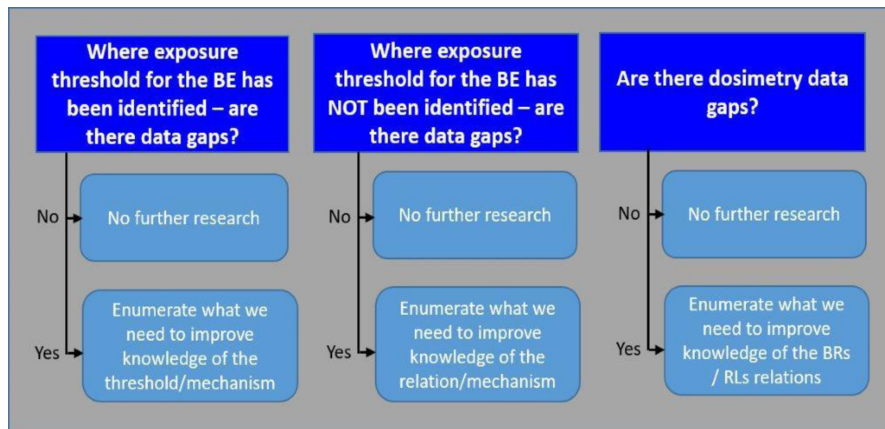 Where exposure
threshold for the BE has
been identified – are
there data gaps?
No
No further research
Yes
Enumerate what we
need to improve
knowledge of the
threshold/mechanism
Where exposure
threshold for the BE has
NOT been identified – are
there data gaps?
No
No further research
Yes
Enumerate what we
need to improve
knowledge of the
relation/mechanism
Are there dosimetry data
gaps?
No
No further research
Yes
Enumerate what we
need to improve
knowledge of the BRs
/ RLs relations